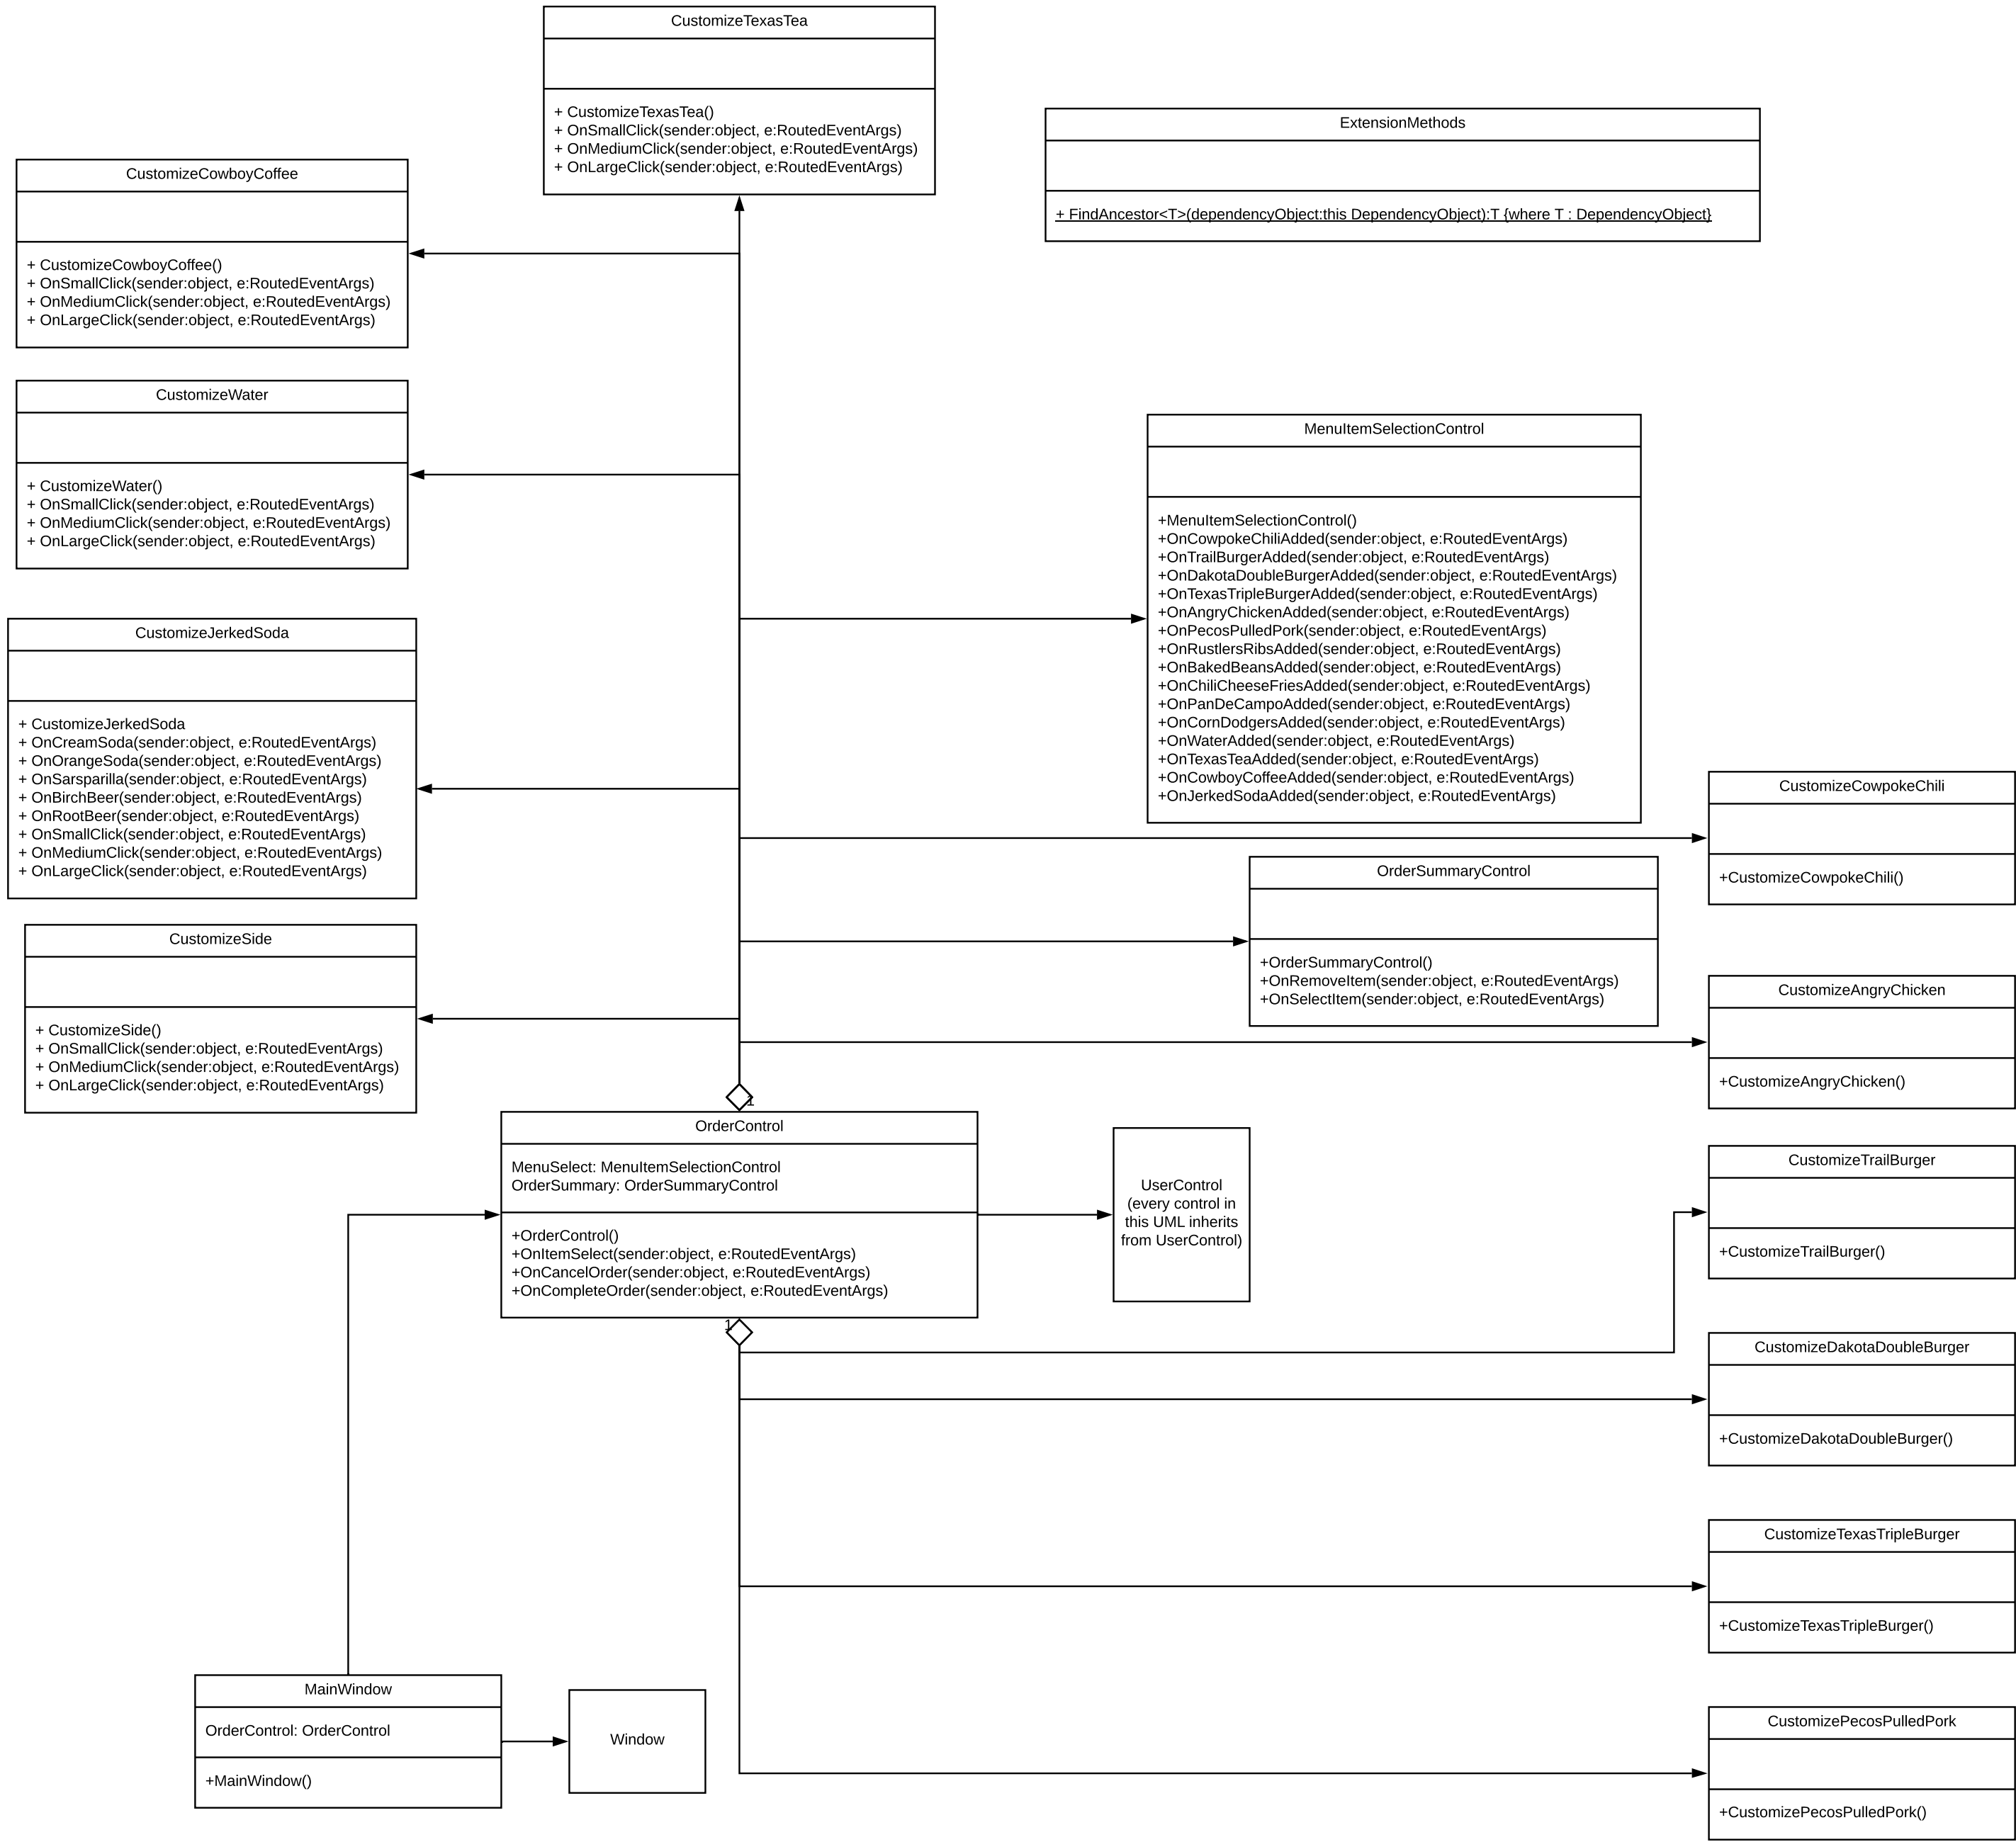 CustomizeTexasTea
+ CustomizeTexasTea()
+ OnSmallClick(sender:object, e:RoutedEventArgs)
+ OnMediumClick(sender:object, e:RoutedEventArgs)
+ OnLargeClick(sender:object, e:RoutedEventArgs)
ExtensionMethods
+ FindAncestor<T>(dependencyObject:this DependencyObject):T {where T : DependencyObject}
CustomizeCowboyCoffee
+ CustomizeCowboyCoffee()
+ OnSmallClick(sender:object, e:RoutedEventArgs)
+ OnMediumClick(sender:object, e:RoutedEventArgs)
+ OnLargeClick(sender:object, e:RoutedEventArgs)
CustomizeWater
+ CustomizeWater()
+ OnSmallClick(sender:object, e:RoutedEventArgs)
+ OnMediumClick(sender:object, e:RoutedEventArgs)
+ OnLargeClick(sender:object, e:RoutedEventArgs)
MenuItemSelectionControl
+MenuItemSelectionControl()
+OnCowpokeChiliAdded(sender:object, e:RoutedEventArgs)
+OnTrailBurgerAdded(sender:object, e:RoutedEventArgs)
+OnDakotaDoubleBurgerAdded(sender:object, e:RoutedEventArgs)
+OnTexasTripleBurgerAdded(sender:object, e:RoutedEventArgs)
+OnAngryChickenAdded(sender:object, e:RoutedEventArgs)
+OnPecosPulledPork(sender:object, e:RoutedEventArgs)
+OnRustlersRibsAdded(sender:object, e:RoutedEventArgs)
+OnBakedBeansAdded(sender:object, e:RoutedEventArgs)
+OnChiliCheeseFriesAdded(sender:object, e:RoutedEventArgs)
+OnPanDeCampoAdded(sender:object, e:RoutedEventArgs)
+OnCornDodgersAdded(sender:object, e:RoutedEventArgs)
+OnWaterAdded(sender:object, e:RoutedEventArgs)
+OnTexasTeaAdded(sender:object, e:RoutedEventArgs)
+OnCowboyCoffeeAdded(sender:object, e:RoutedEventArgs)
+OnJerkedSodaAdded(sender:object, e:RoutedEventArgs)
CustomizeJerkedSoda
+ CustomizeJerkedSoda
+ OnCreamSoda(sender:object, e:RoutedEventArgs)
+ OnOrangeSoda(sender:object, e:RoutedEventArgs)
+ OnSarsparilla(sender:object, e:RoutedEventArgs)
+ OnBirchBeer(sender:object, e:RoutedEventArgs)
+ OnRootBeer(sender:object, e:RoutedEventArgs)
+ OnSmallClick(sender:object, e:RoutedEventArgs)
+ OnMediumClick(sender:object, e:RoutedEventArgs)
+ OnLargeClick(sender:object, e:RoutedEventArgs)
CustomizeCowpokeChili
+CustomizeCowpokeChili()
OrderSummaryControl
+OrderSummaryControl()
+OnRemoveItem(sender:object, e:RoutedEventArgs)
+OnSelectItem(sender:object, e:RoutedEventArgs)
CustomizeSide
+ CustomizeSide()
+ OnSmallClick(sender:object, e:RoutedEventArgs)
+ OnMediumClick(sender:object, e:RoutedEventArgs)
+ OnLargeClick(sender:object, e:RoutedEventArgs)
CustomizeAngryChicken
+CustomizeAngryChicken()
1
OrderControl
MenuSelect: MenuItemSelectionControl
OrderSummary: OrderSummaryControl
+OrderControl()
+OnItemSelect(sender:object, e:RoutedEventArgs)
+OnCancelOrder(sender:object, e:RoutedEventArgs)
+OnCompleteOrder(sender:object, e:RoutedEventArgs)
1
UserControl
(every control in
this UML inherits
from UserControl)
CustomizeTrailBurger
+CustomizeTrailBurger()
CustomizeDakotaDoubleBurger
+CustomizeDakotaDoubleBurger()
CustomizeTexasTripleBurger
+CustomizeTexasTripleBurger()
MainWindow
OrderControl: OrderControl
+MainWindow()
Window
CustomizePecosPulledPork
+CustomizePecosPulledPork()